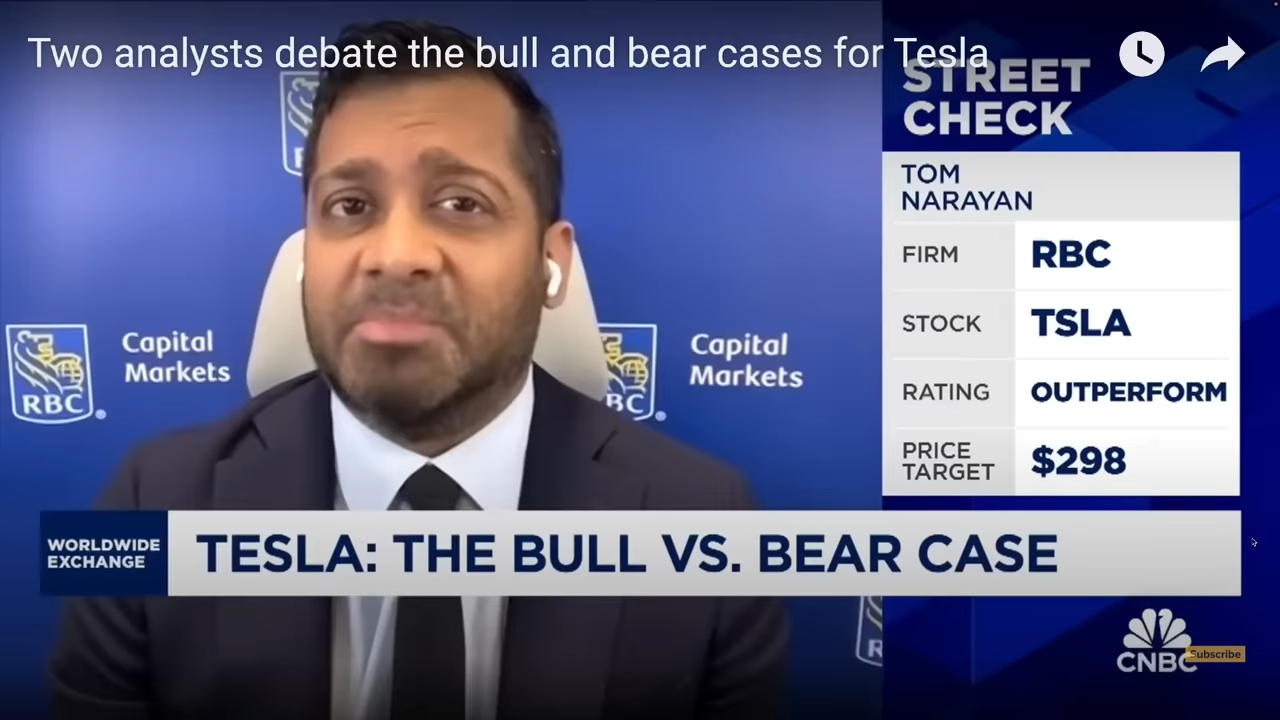 Two analysts debate the bull and bear cases for Tesla
STREET
CHECK
TOM
NARAYAN
FIRM RBC
STOCK TSLA
RATING OUTPERFORM
PRICE
TARGET $298
RBC
Capital
Markets
RBC
Capital
Markets
WORLDWIDE
EXCHANGE
TESLA: THE BULL VS. BEAR CASE
CNBC
Subscribe